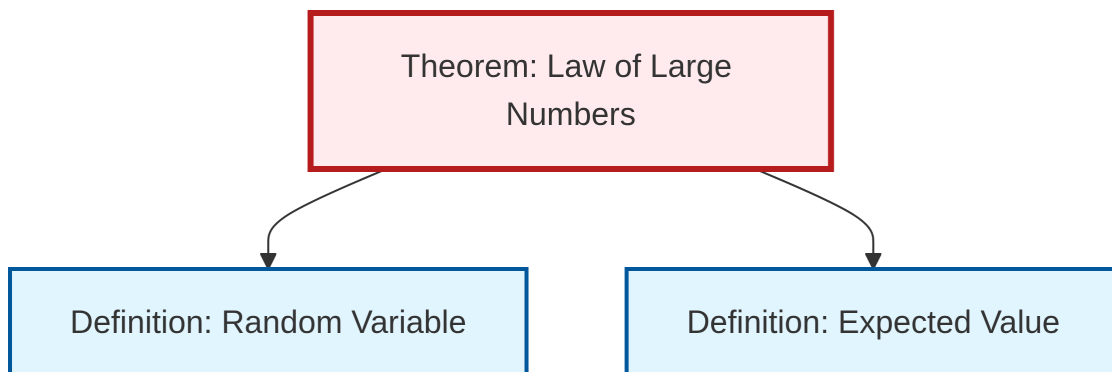 Theorem: Law of Large
Numbers
Definition: Random Variable
Definition: Expected Value